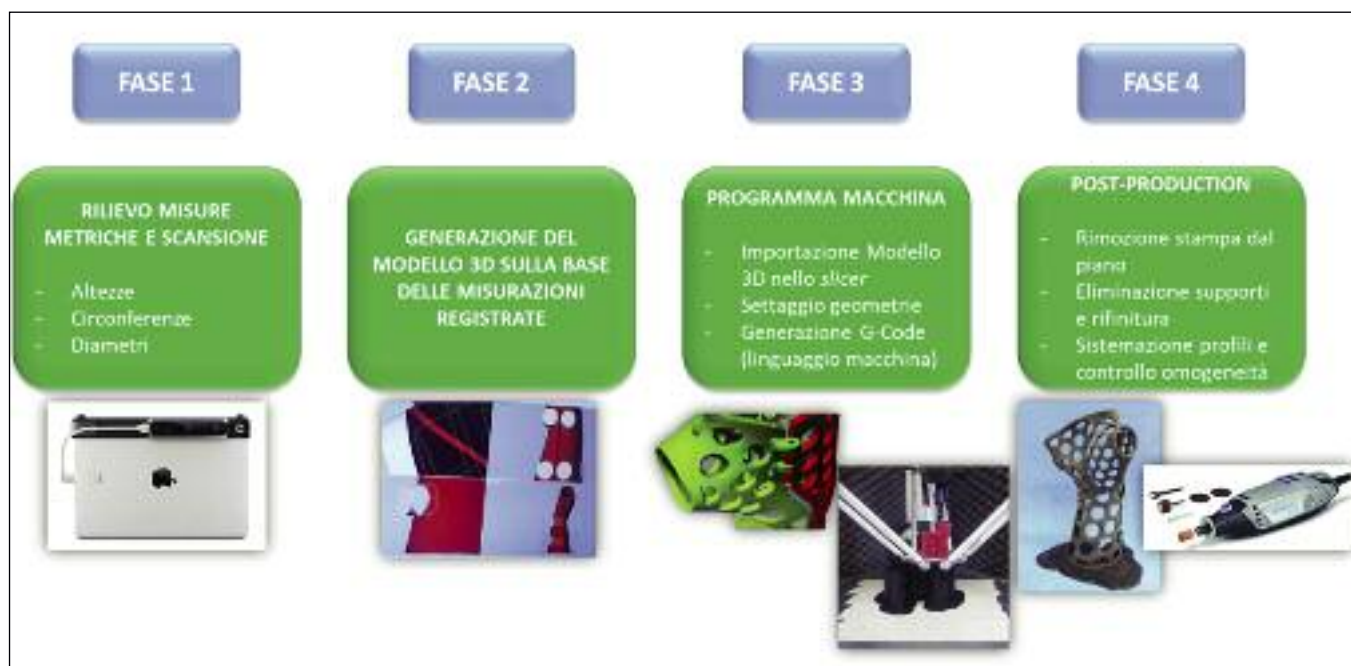 FASE 1
RILIEVO MISURE
METRICHE E SCANSIONE
- Altezze
- Circonferenze
- Diametri
FASE 2
GENERAZIONE DEL
MODELLO 3D SULLA BASE
DELLE MISURAZIONI
REGISTRATE
FASE 3
PROGRAMMA MACCHINA
- Importazione Modello
3D nello slicer
- Settaggio geometrie
- Generazione G-Code
(linguaggio macchina)
FASE 4
POST-PRODUCTION
- Rimozione stampa dal
piano
- Eliminazione supporti
e rifinitura
- Sistemazione profili e
controllo omogeneità